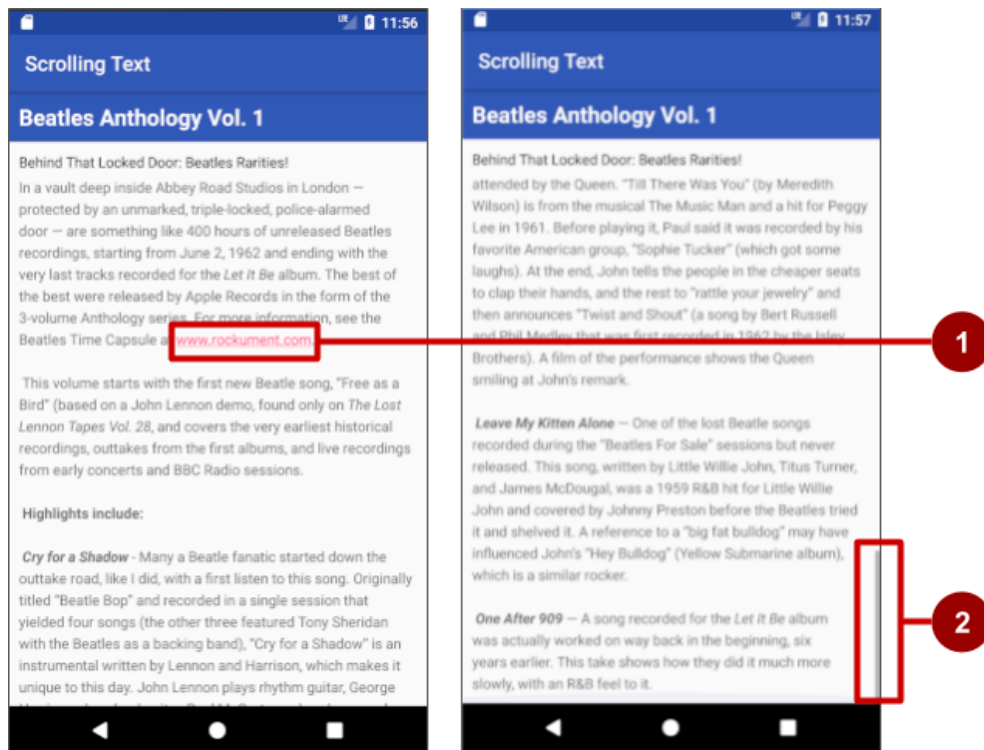 LTE 11:56
Scrolling Text
Beatles Anthology Vol. 1
Behind That Locked Door: Beatles Rarities!
In a vault deep inside Abbey Road Studios in London —
protected by an unmarked, triple-locked, police-alarmed
door — are something like 400 hours of unreleased Beatles
recordings, starting from June 2, 1962 and ending with the
very last tracks recorded for the Let It Be album. The best of
the best were released by Apple Records in the form of the
3-volume Anthology series. For more information, see the
Beatles Time Capsule a www.rockument.com.
This volume starts with the first new Beatle song, “Free as a
Bird” (based on a John Lennon demo, found only on The Lost
Lennon Tapes Vol. 28, and covers the very earliest historical
recordings, outtakes from the first albums, and live recordings
from early concerts and BBC Radio sessions.
Highlights include:
Cry for a Shadow - Many a Beatle fanatic started down the
outtake road, like I did, with a first listen to this song. Originally
titled “Beatle Bop” and recorded in a single session that
yielded four songs (the other three featured Tony Sheridan
with the Beatles as a backing band), “Cry for a Shadow” is an
instrumental written by Lennon and Harrison, which makes it
unique to this day. John Lennon plays rhythm guitar, George
LTE 11:57
Scrolling Text
Beatles Anthology Vol. 1
Behind That Locked Door: Beatles Rarities!
attended by the Queen. “Till There Was You” (by Meredith
Wilson) is from the musical The Music Man and a hit for Peggy
Lee in 1961. Before playing it, Paul said it was recorded by his
favorite American group, “Sophie Tucker” (which got some
laughs). At the end, John tells the people in the cheaper seats
to clap their hands, and the rest to “rattle your jewelry” and
then announces “Twist and Shout” (a song by Bert Russell
and Phil Medley that was first recorded in 1962 by the Isley
Brothers). A film of the performance shows the Queen
smiling at John’s remark.
Leave My Kitten Alone — One of the lost Beatle songs
recorded during the “Beatles For Sale” sessions but never
released. This song, written by Little Willie John, Titus Turner,
and James McDougal, was a 1959 R&B hit for Little Willie
John and covered by Johnny Preston before the Beatles tried
it and shelved it. A reference to a “big fat bulldog” may have
influenced John’s “Hey Bulldog” (Yellow Submarine album),
which is a similar rocker.
One After 909 — A song recorded for the Let It Be album
was actually worked on way back in the beginning, six
years earlier. This take shows how they did it much more
slowly, with an R&B feel to it.
1
2